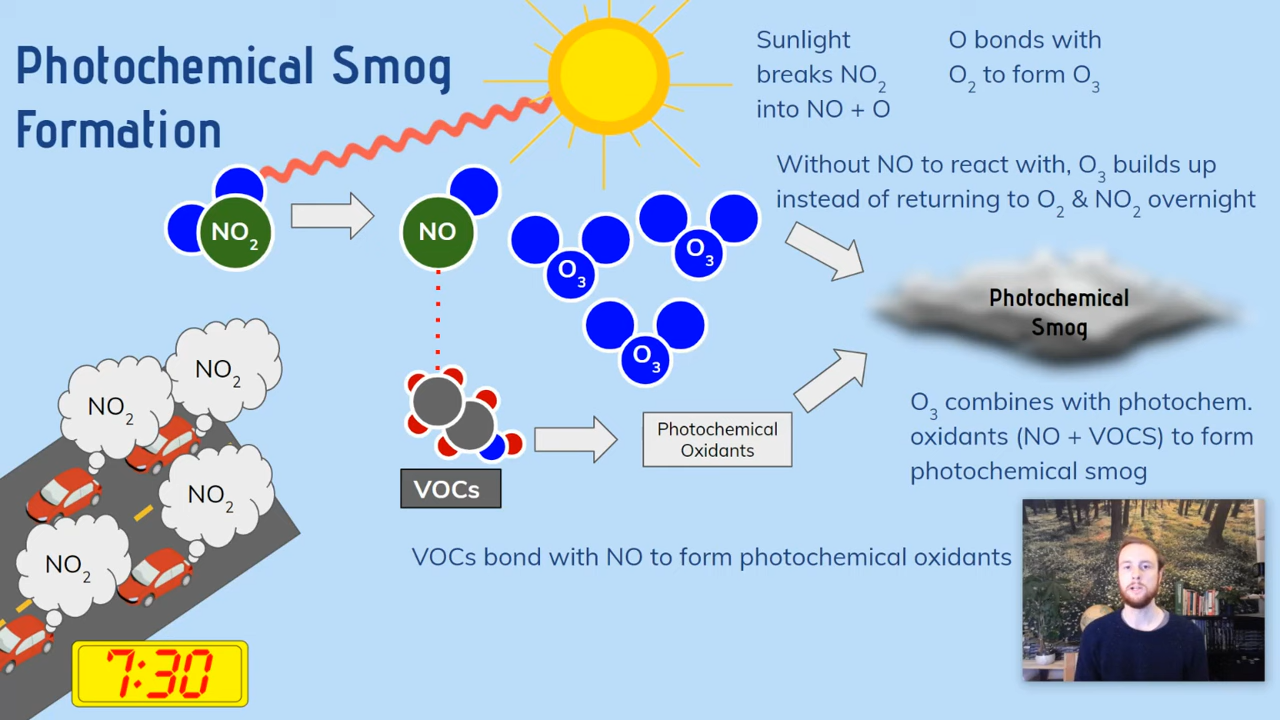 Photochemical Smog
Formation
Sunlight
breaks NO₂
into NO + O
O bonds with
O₂ to form O₃
Without NO to react with, O₃ builds up
instead of returning to O₂ & NO₂ overnight
NO₂
NO
O₃
O₃
O₃
Photochemical
Smog
NO₂
NO₂
NO₂
NO₂
VOCs
Photochemical
Oxidants
O₃ combines with photochem.
oxidants (NO + VOCS) to form
photochemical smog
VOCs bond with NO to form photochemical oxidants
7:30